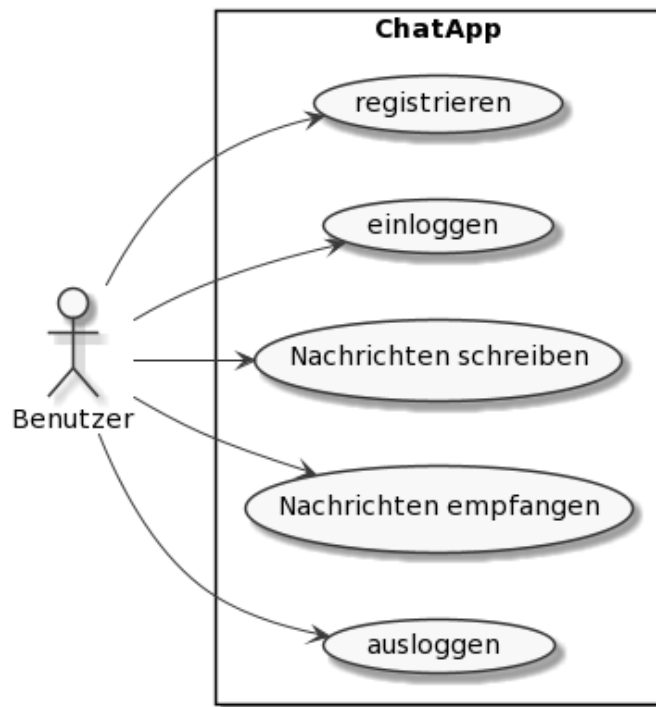 ChatApp
registrieren
einloggen
Nachrichten schreiben
Benutzer
Nachrichten empfangen
ausloggen